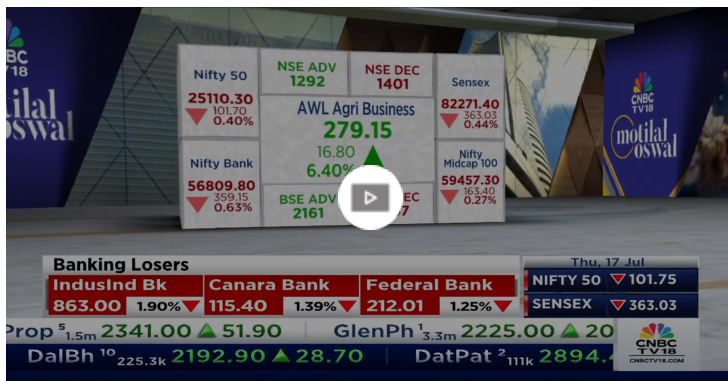 BC
TV18
ilal
oswal
Nifty 50
25110.30
101.70
0.40%
NSE ADV
1292
NSE DEC
1401
Sensex
82271.40
363.03
0.44%
AWL Agri Business
279.15
16.80
6.40%
Nifty Bank
56809.80
359.15
0.63%
Nifty
Midcap 100
59457.30
163.40
0.27%
BSE ADV
2161
EC
7
CNBC
TV18
motilal
oswal
Banking Losers
IndusInd Bk
Canara Bank
Federal Bank
863.00 1.90%
115.40 1.39%
212.01 1.25%
Thu, 17 Jul
NIFTY 50 101.75
SENSEX 363.03
Prop 5 1.5m 2341.00 51.90 GlenPh 1 3.3m 2225.00 20
DalBh 10 225.3k 2192.90 28.70 DatPat 2 111k 2894.4
CNBC
TV18
CNBCTV18.COM